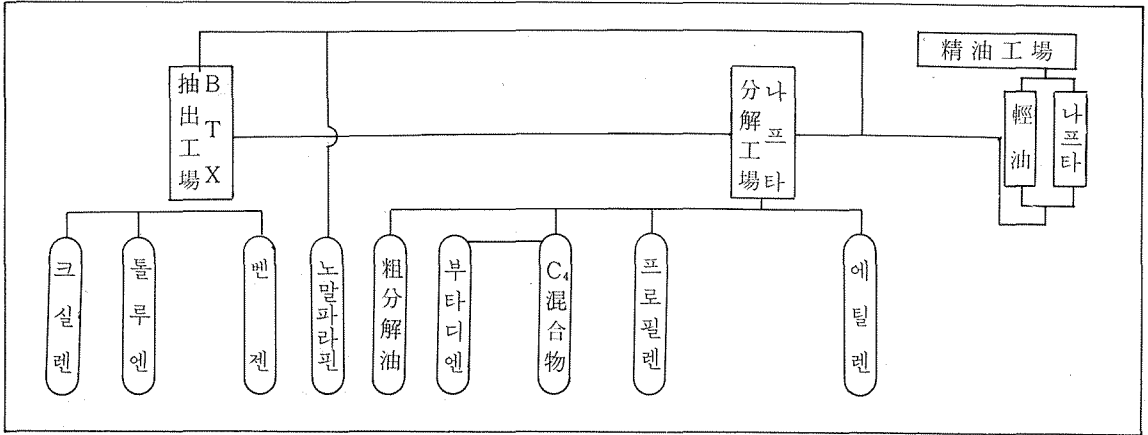 精油工場
抽出工場
BTX
分解工場
나프타
輕油
나프타
크실렌
톨루엔
벤젠
노말파라핀
粗分解油
부타디엔
C₄混合物
프로필렌
에틸렌